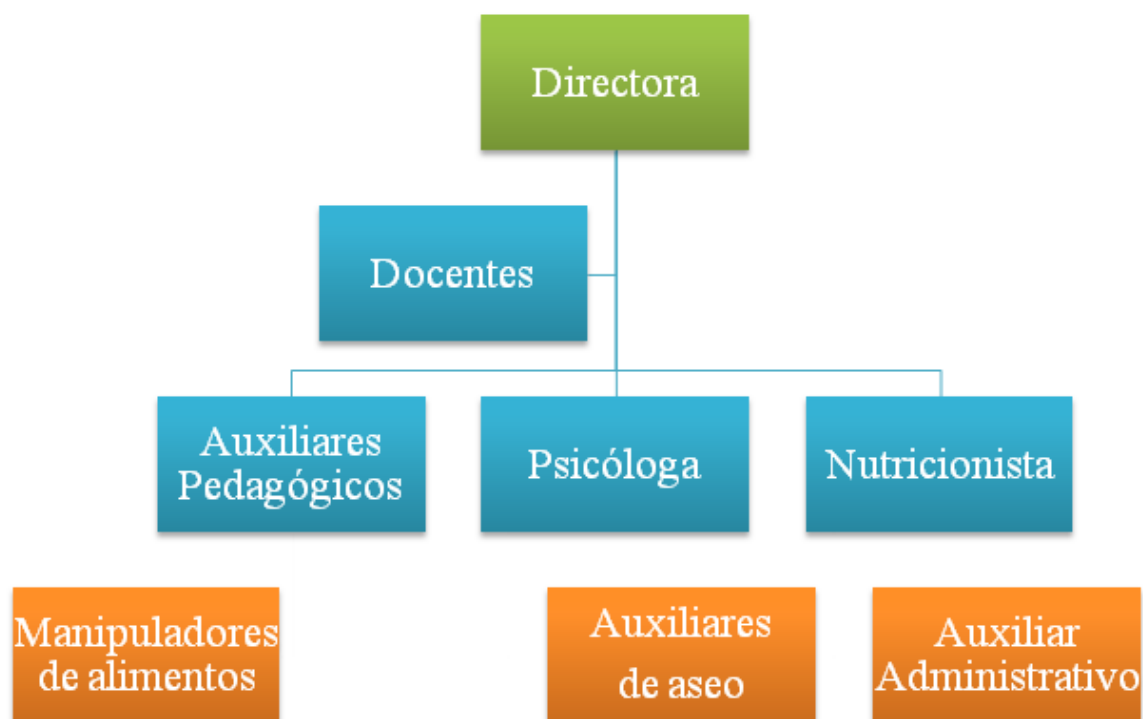 Directora
Docentes
Auxiliares
Pedagógicos
Psicóloga
Nutricionista
Manipuladores
de alimentos
Auxiliares
de aseo
Auxiliar
Administrativo